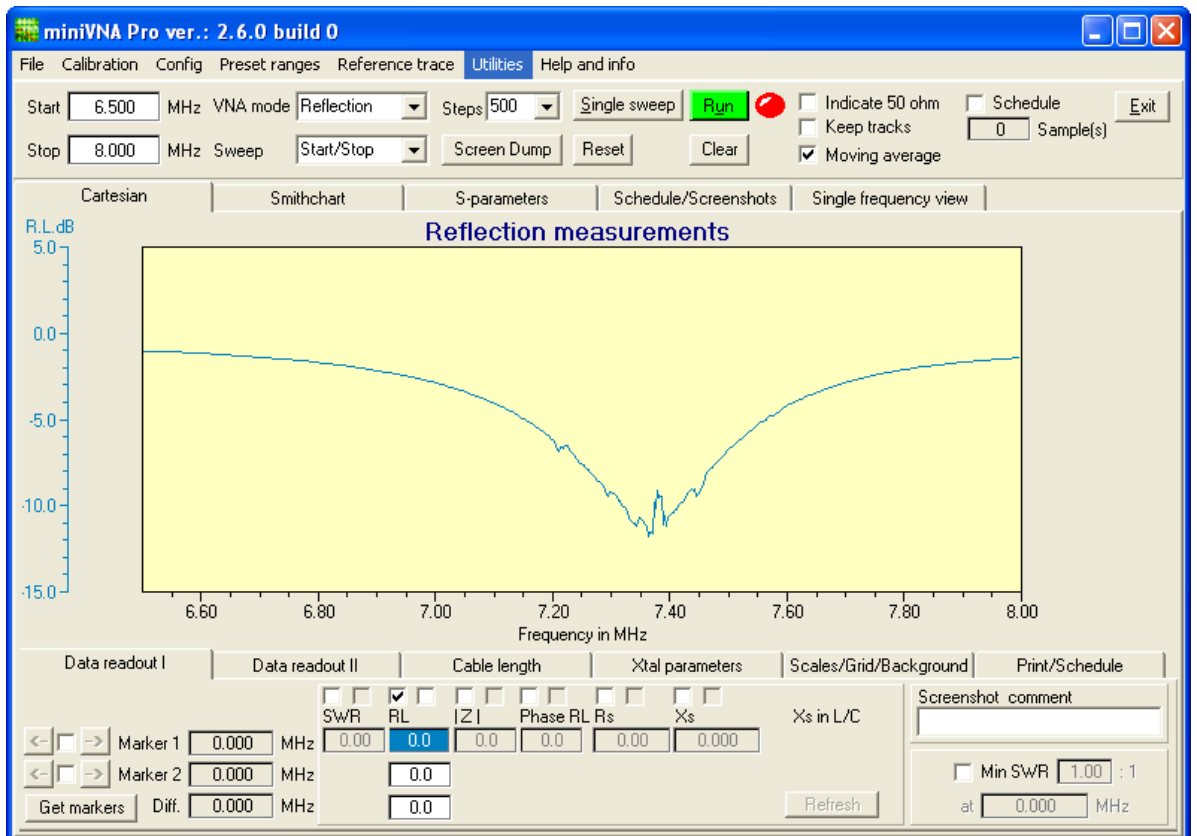 miniVNA Pro ver.: 2.6.0 build 0
File Calibration Config Preset ranges Reference trace Utilities Help and info
Start 6.500 MHz VNA mode Reflection Steps 500 Single sweep Run Indicate 50 ohm Schedule Exit
Keep tracks 0 Sample(s)
Stop 8.000 MHz Sweep Start/Stop Screen Dump Reset Clear Moving average
Cartesian Smithchart S-parameters Schedule/Screenshots Single frequency view
R.L.dB Reflection measurements
5.0
0.0
-5.0
-10.0
-15.0
6.60 6.80 7.00 7.20 7.40 7.60 7.80 8.00
Frequency in MHz
Data readout I Data readout II Cable length Xtal parameters Scales/Grid/Background Print/Schedule
Screenshot comment
SWR RL |Z| Phase RL Rs Xs Xs in L/C
<- -> Marker 1 0.000 MHz 0.00 0.0 0.0 0.0 0.00 0.000
<- -> Marker 2 0.000 MHz 0.0 Min SWR 1.00 : 1
Get markers Diff. 0.000 MHz 0.0 Refresh at 0.000 MHz